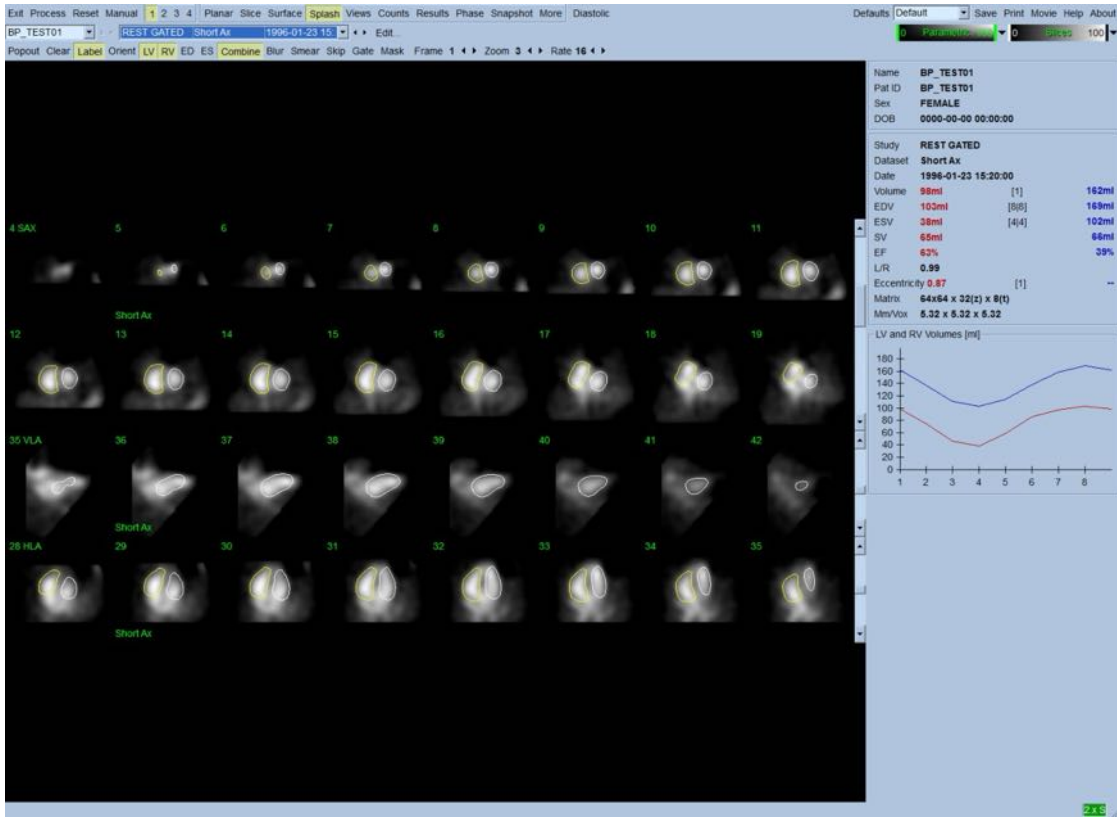 Exit Process Reset Manual 1 2 3 4 Planar Slice Surface Splash Views Counts Results Phase Snapshot More Diastolic Defaults Default Save Print Movie Help About
BP_TEST01 REST GATED Short Ax 1996-01-23 15: Edit... 0 Parametric 0 Slices 100
Popout Clear Label Orient LV RV ED ES Combine Blur Smear Skip Gate Mask Frame 1 Zoom 3 Rate 16
Name BP_TEST01
Pat ID BP_TEST01
Sex FEMALE
DOB 0000-00-00 00:00:00
Study REST GATED
Dataset Short Ax
Date 1996-01-23 15:20:00
Volume 98ml [1] 162ml
EDV 103ml [8|8] 169ml
ESV 38ml [4|4] 102ml
SV 65ml 66ml
EF 63% 39%
L/R 0.99
Eccentricity 0.87 [1] --
Matrix 64x64 x 32(z) x 8(t)
Mm/Vox 5.32 x 5.32 x 5.32
LV and RV Volumes [ml]
180
160
140
120
100
80
60
40
20
0
1 2 3 4 5 6 7 8
4 SAX 5 6 7 8 9 10 11
Short Ax
12 13 14 15 16 17 18 19
35 VLA 36 37 38 39 40 41 42
Short Ax
28 HLA 29 30 31 32 33 34 35
Short Ax
2 x S